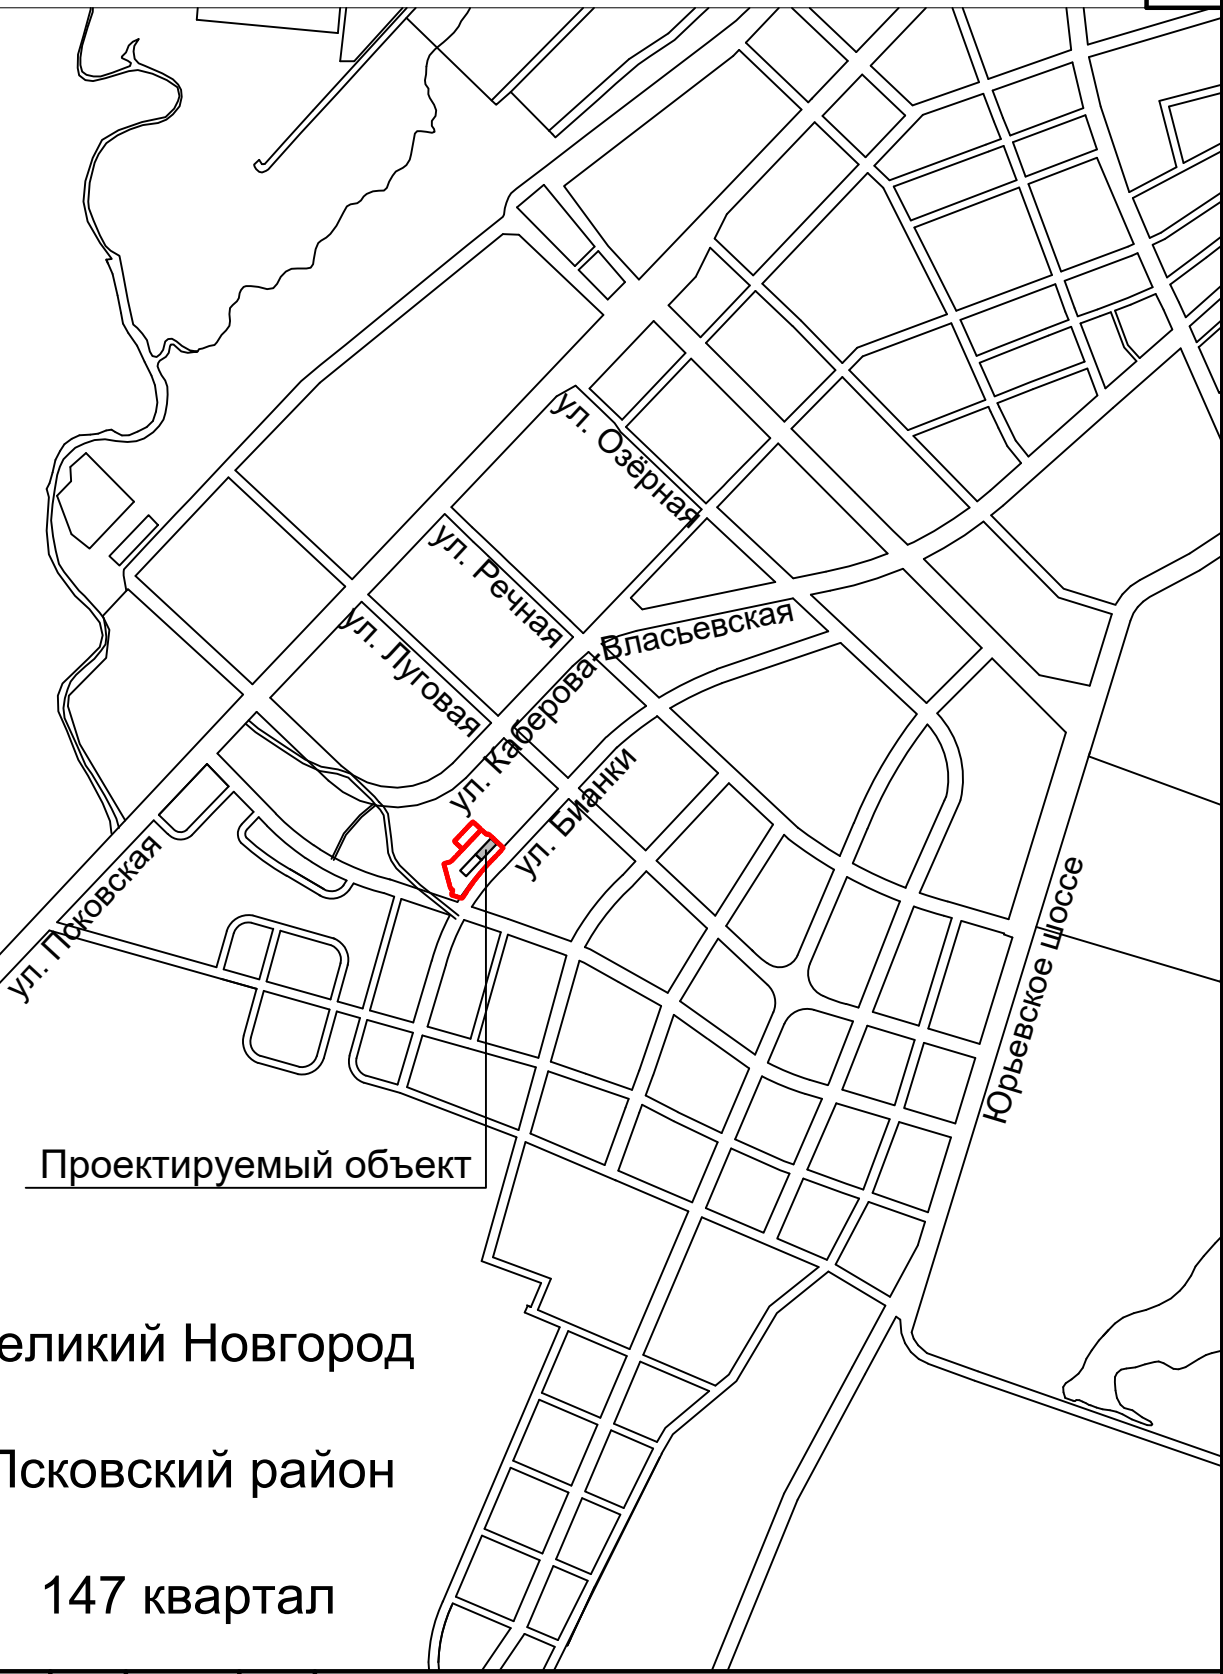 ул. Озёрная
ул. Речная
ул. Луговая
ул. Каберова-Власьевская
ул. Бианки
ул. Псковская
Юрьевское шоссе
Проектируемый объект
еликий Новгород
Псковский район
147 квартал